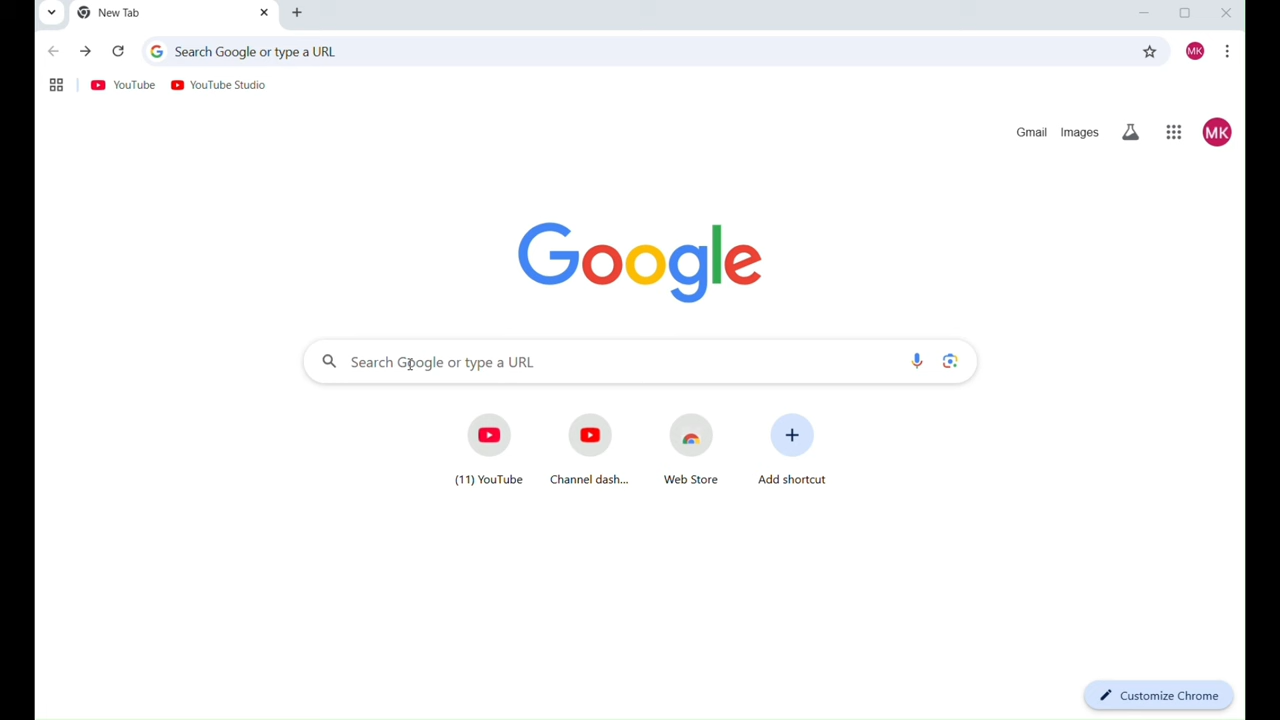 New Tab
Search Google or type a URL
MK
YouTube
YouTube Studio
Gmail
Images
MK
Google
Search Google or type a URL
(11) YouTube
Channel dash...
Web Store
Add shortcut
Customize Chrome